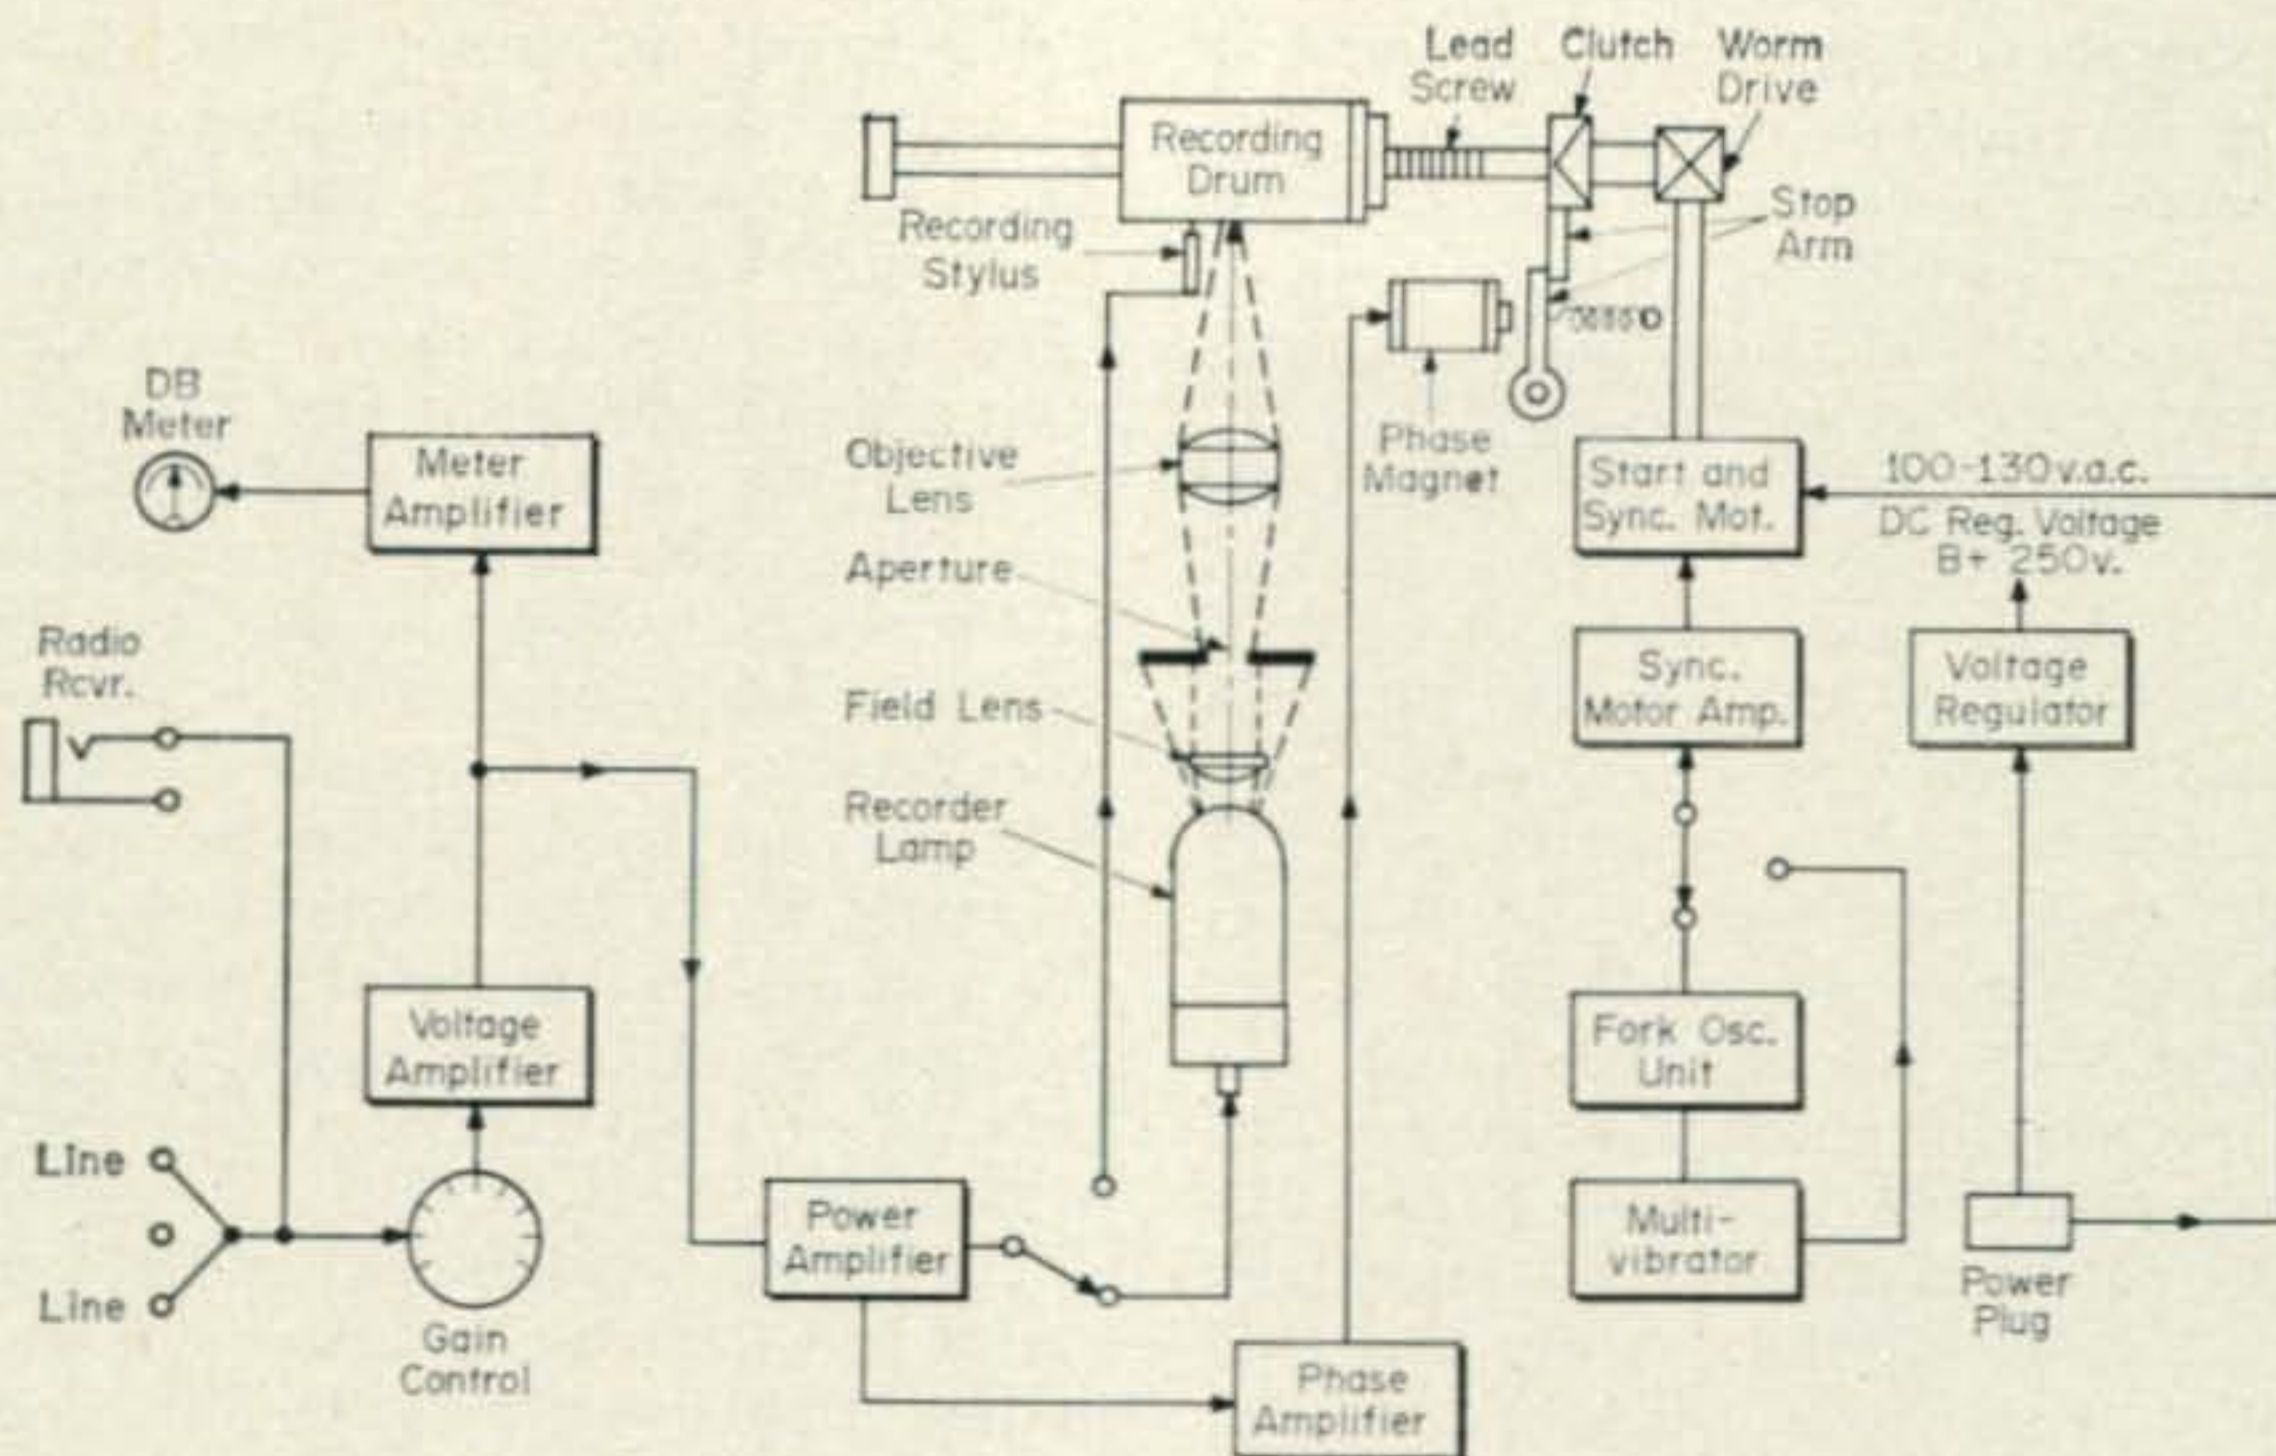 Lead
Screw
Clutch
Worm
Drive
Recording
Drum
Stop
Arm
Recording
Stylus
DB
Meter
Meter
Amplifier
Objective
Lens
Phase
Magnet
Start and
Sync. Mot.
100-130v.a.c.
DC Reg. Voltage
B+ 250v.
Aperture
Radio
Rcvr.
Sync.
Motor Amp.
Voltage
Regulator
Field Lens
Recorder
Lamp
Voltage
Amplifier
Fork Osc.
Unit
Line
Line
Gain
Control
Power
Amplifier
Multi-
vibrator
Power
Plug
Phase
Amplifier